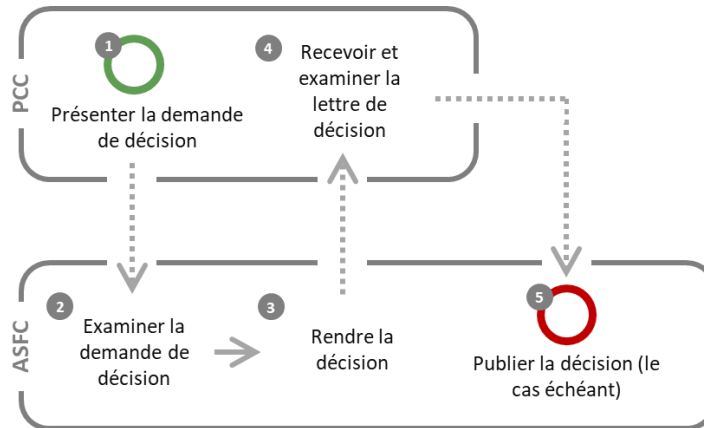 PCC
1
Présenter la demande
de décision
4
Recevoir et
examiner la
lettre de
décision
ASFC
2
Examiner la
demande de
décision
3
Rendre la
décision
5
Publier la décision (le
cas échéant)